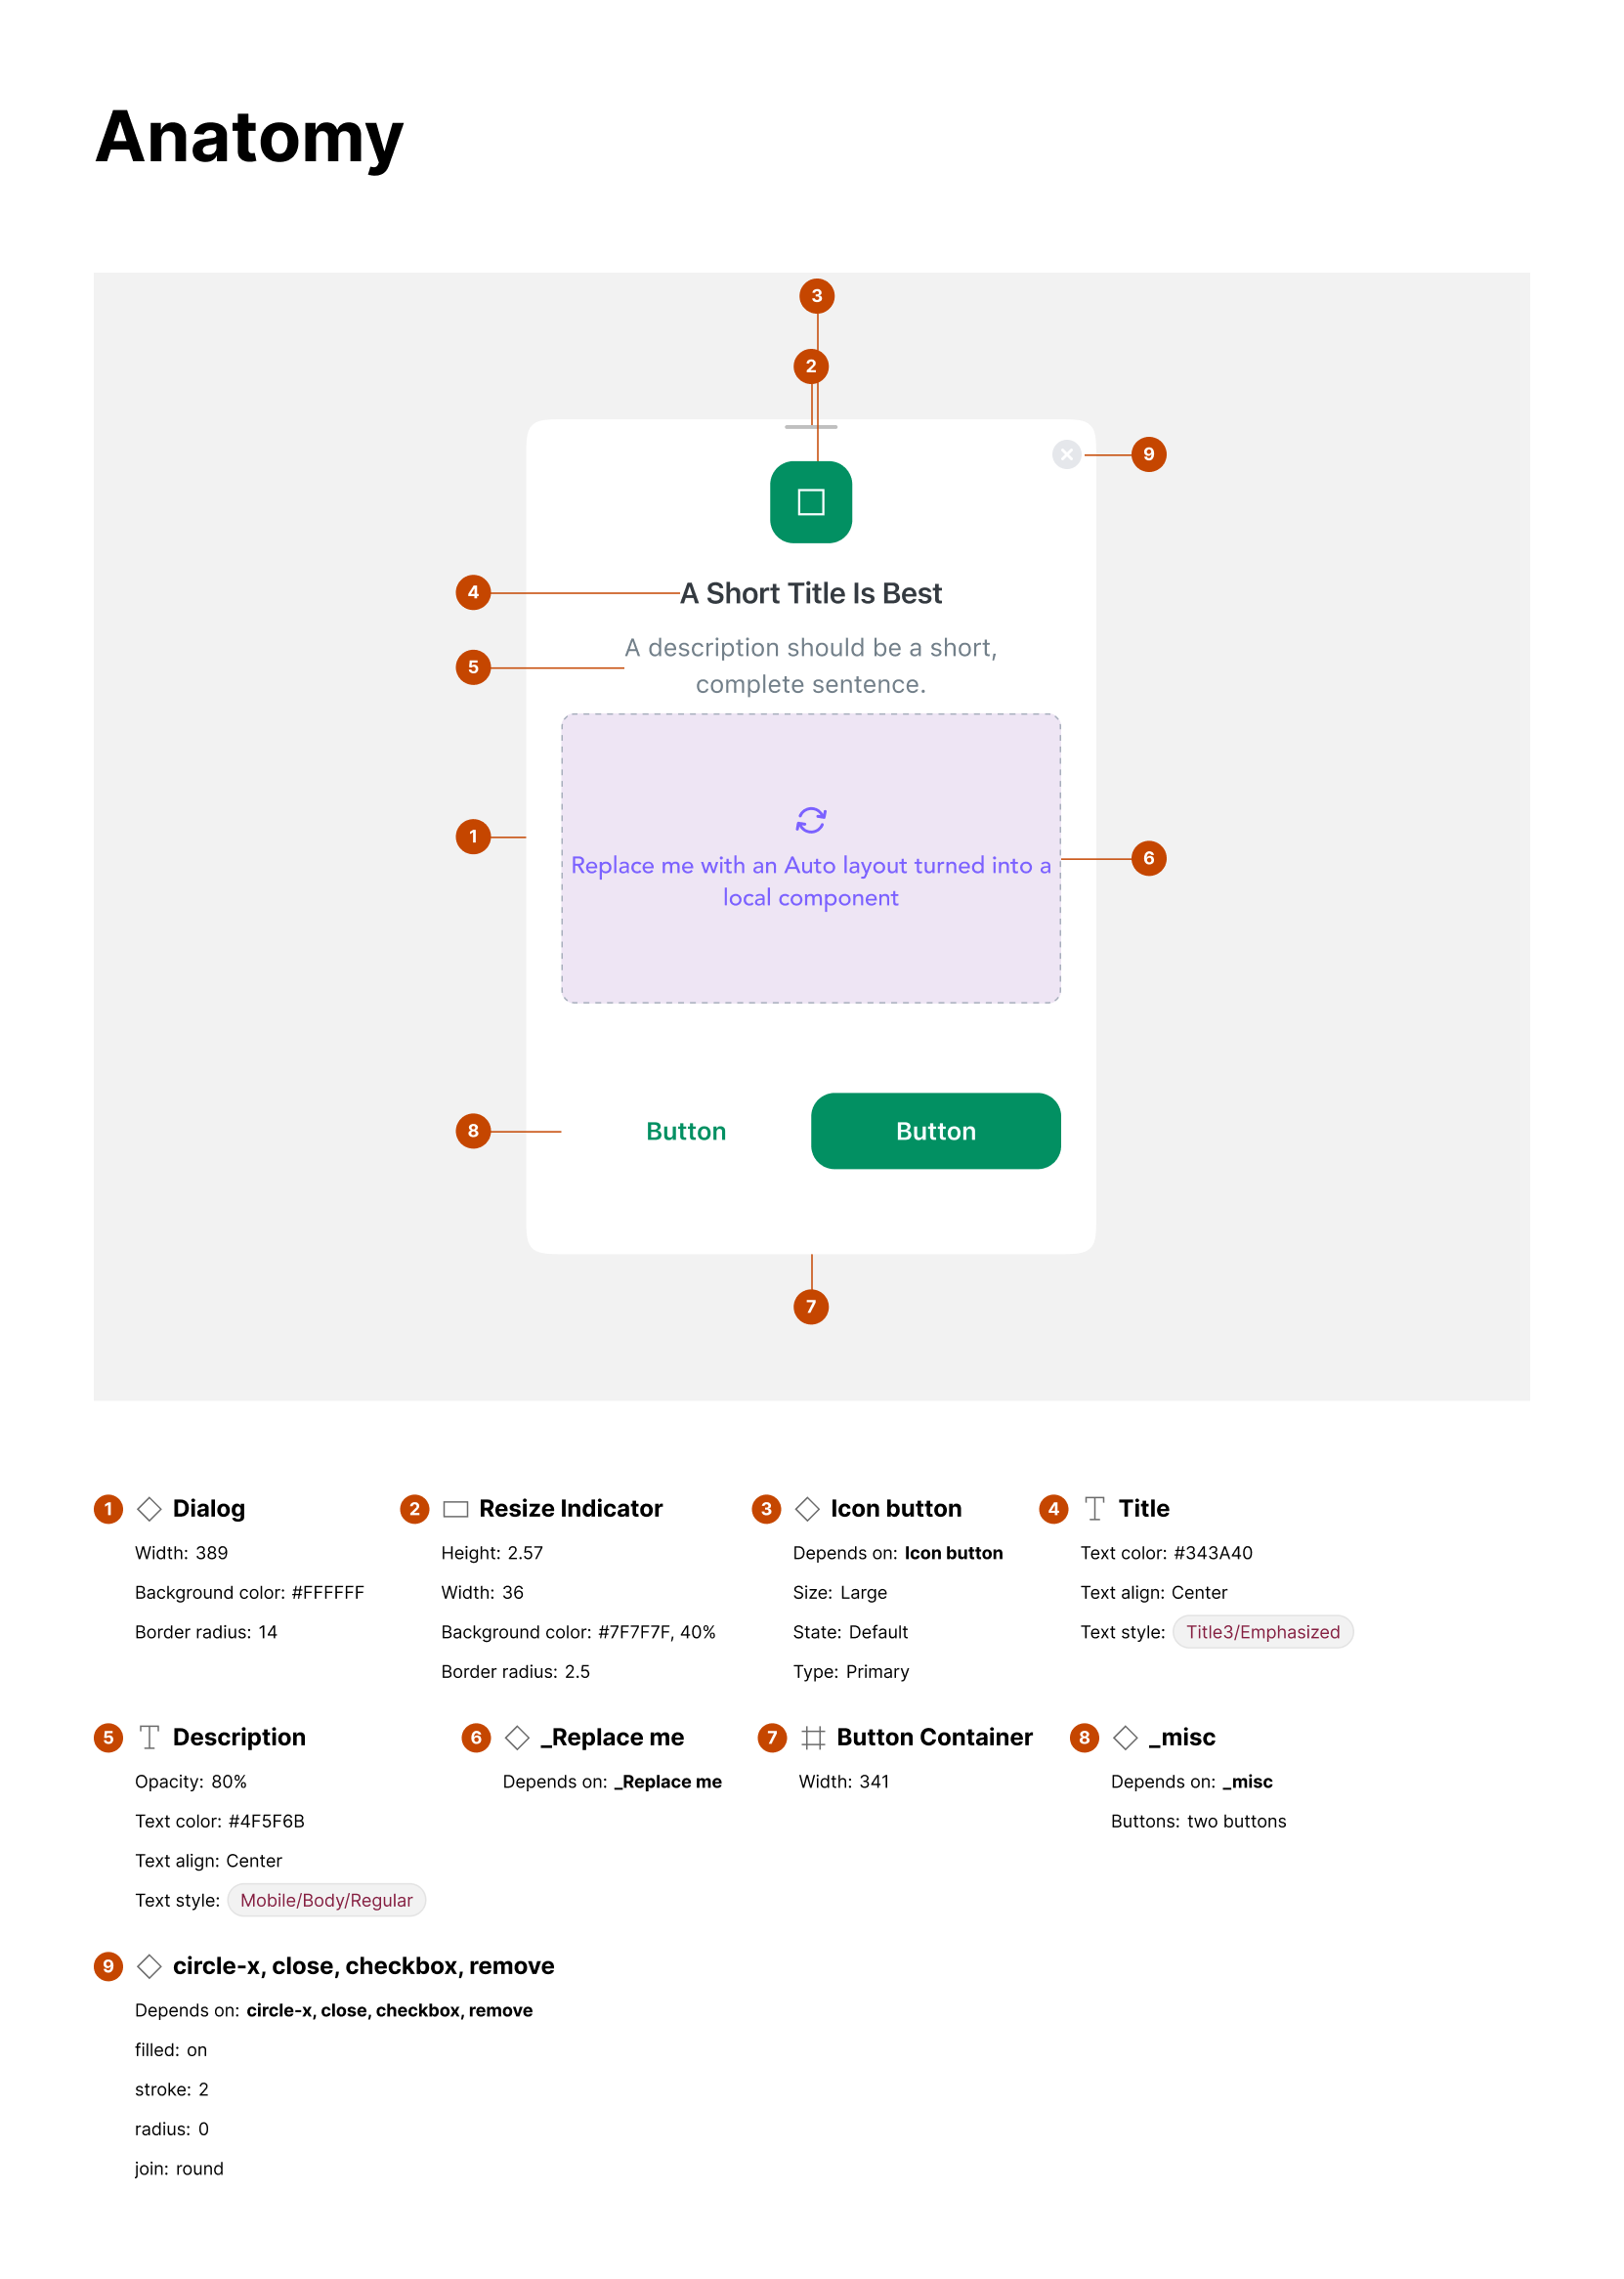 Anatomy
3
2
9
4 A Short Title Is Best
A description should be a short,
5
complete sentence.
1
Replace me with an Auto layout turned into a
6
local component
8 Button Button
7
1 Dialog
Width: 389
Background color: #FFFFFF
Border radius: 14
2 Resize Indicator
Height: 2.57
Width: 36
Background color: #7F7F7F, 40%
Border radius: 2.5
3 Icon button
Depends on: Icon button
Size: Large
State: Default
Type: Primary
4 Title
Text color: #343A40
Text align: Center
Text style: Title3/Emphasized
5 Description
Opacity: 80%
Text color: #4F5F6B
Text align: Center
Text style: Mobile/Body/Regular
6 _Replace me
Depends on: _Replace me
7 Button Container
Width: 341
8 _misc
Depends on: _misc
Buttons: two buttons
9 circle-x, close, checkbox, remove
Depends on: circle-x, close, checkbox, remove
filled: on
stroke: 2
radius: 0
join: round